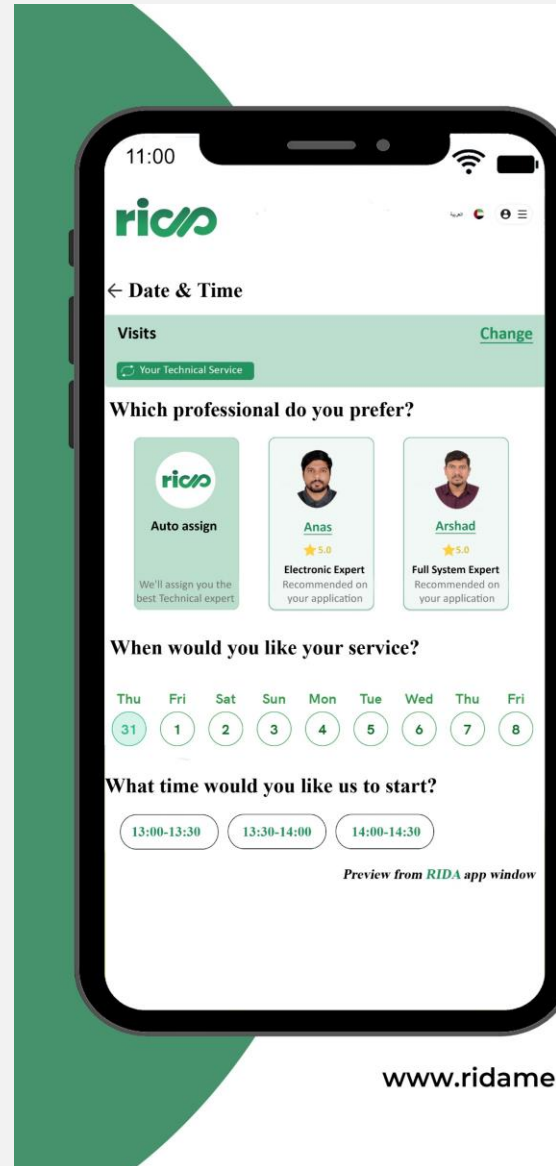 11:00
rida
العربية
← Date & Time
Visits
Change
Your Technical Service
Which professional do you prefer?
rida
Auto assign
We'll assign you the
best Technical expert
Anas
5.0
Electronic Expert
Recommended on
your application
Arshad
5.0
Full System Expert
Recommended on
your application
When would you like your service?
Thu Fri Sat Sun Mon Tue Wed Thu Fri
31 1 2 3 4 5 6 7 8
What time would you like us to start?
13:00-13:30 13:30-14:00 14:00-14:30
Preview from RIDA app window
www.ridame